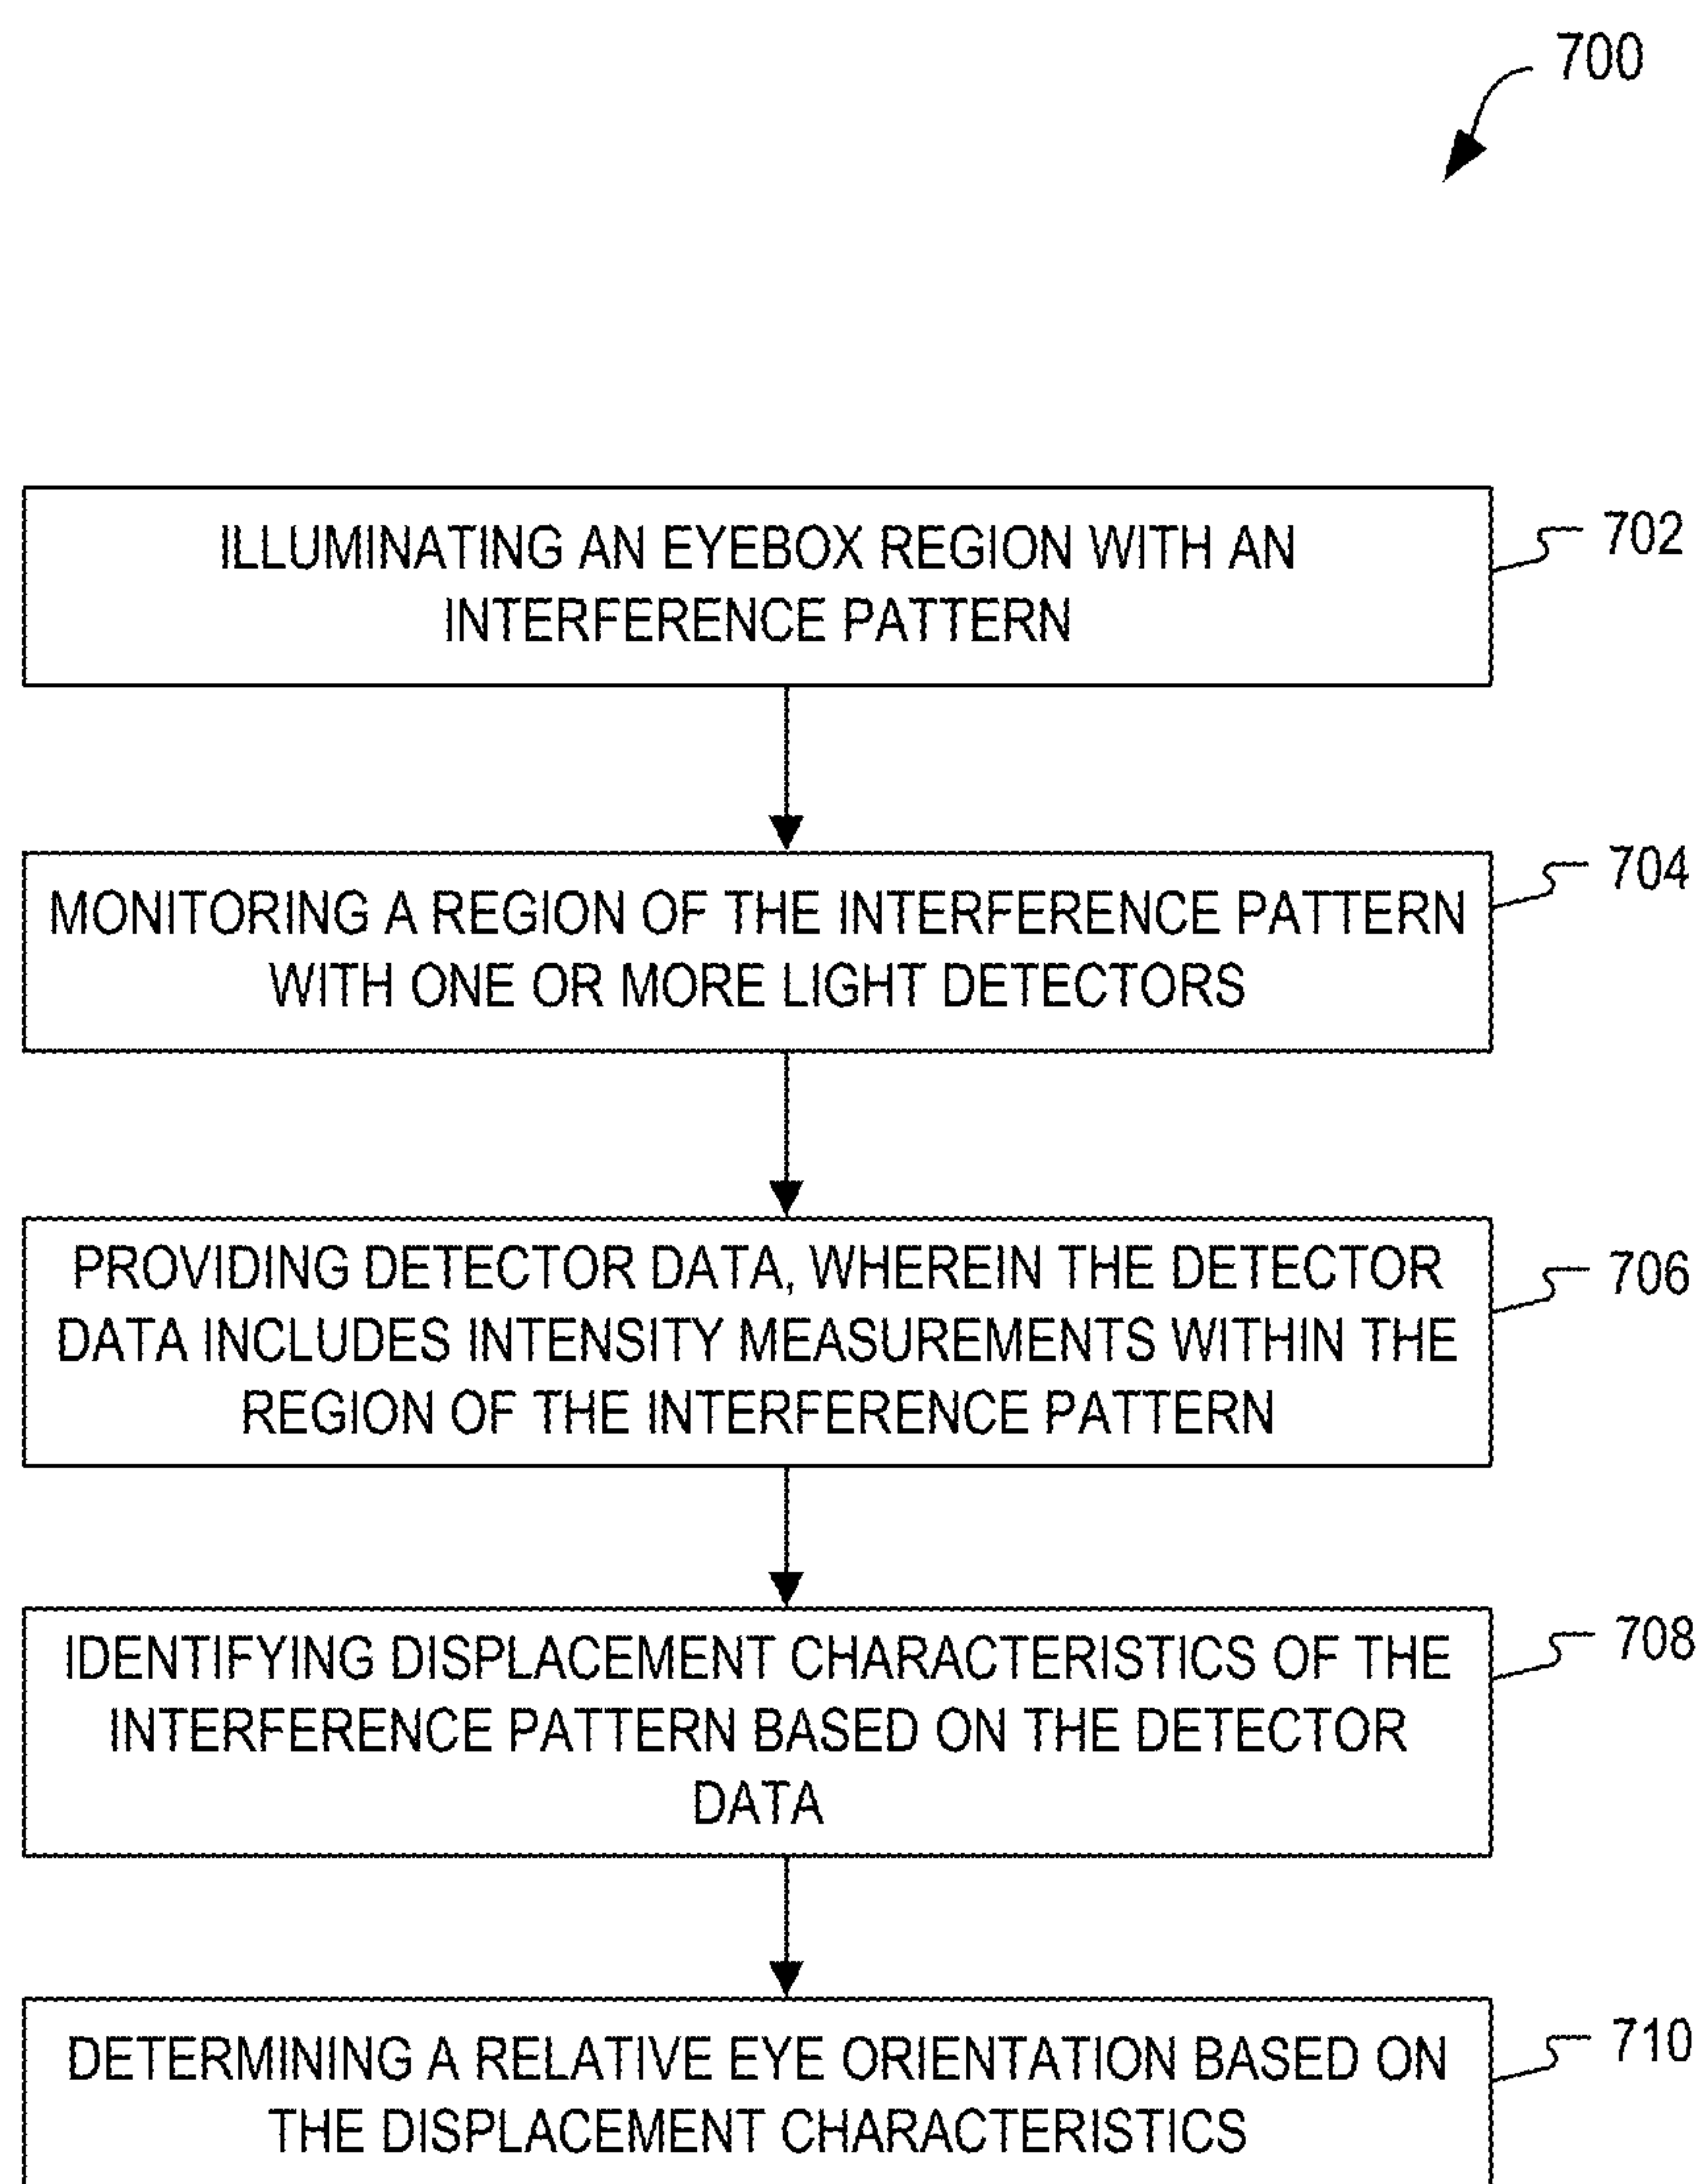 700
ILLUMINATING AN EYEBOX REGION WITH AN
INTERFERENCE PATTERN
702
MONITORING A REGION OF THE INTERFERENCE PATTERN
WITH ONE OR MORE LIGHT DETECTORS
704
PROVIDING DETECTOR DATA, WHEREIN THE DETECTOR
DATA INCLUDES INTENSITY MEASUREMENTS WITHIN THE
REGION OF THE INTERFERENCE PATTERN
706
IDENTIFYING DISPLACEMENT CHARACTERISTICS OF THE
INTERFERENCE PATTERN BASED ON THE DETECTOR
DATA
708
DETERMINING A RELATIVE EYE ORIENTATION BASED ON
THE DISPLACEMENT CHARACTERISTICS
710